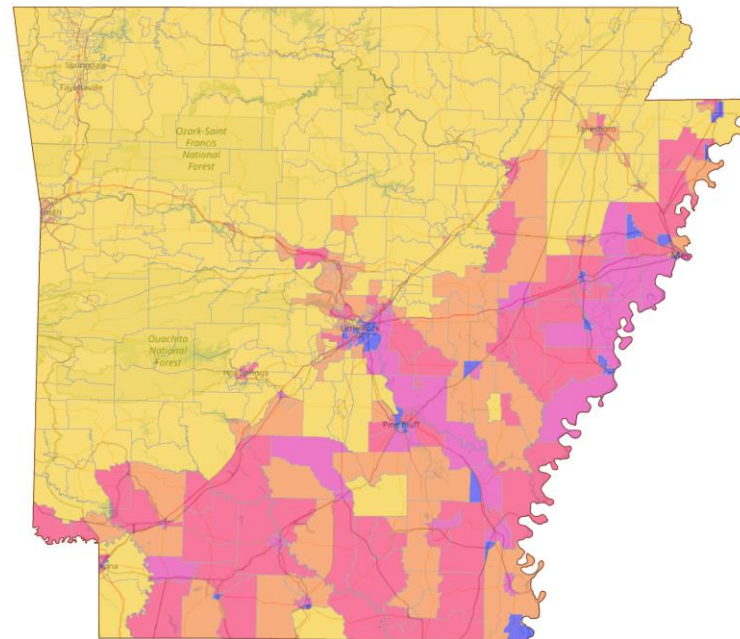 Springdale
Fayetteville
Ozark-Saint
Francis
National
Forest
Jonesboro
Little Rock
Ouachita
National
Forest
Hot Springs
Pine Bluff